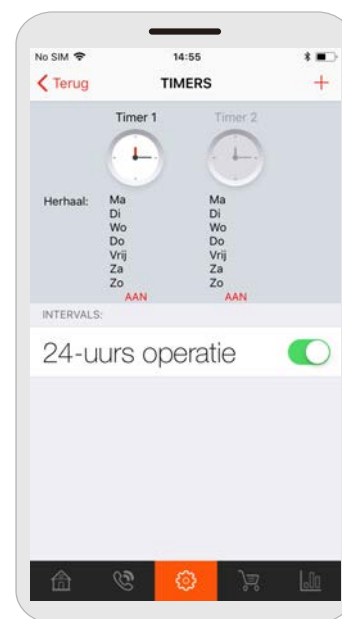 No SIM 14:55
Terug TIMERS +
Timer 1 Timer 2
Herhaal: Ma Ma
Di Di
Wo Wo
Do Do
Vrij Vrij
Za Za
Zo Zo
AAN AAN
INTERVALS:
24-uurs operatie